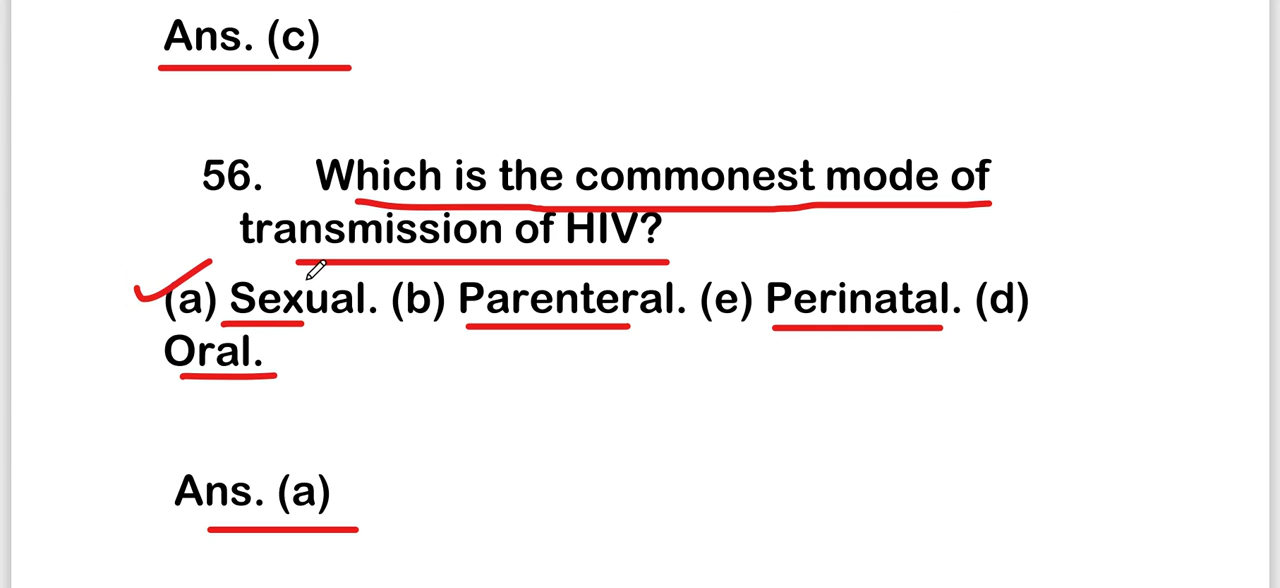 Ans. (c)
56. Which is the commonest mode of
transmission of HIV?
(a) Sexual. (b) Parenteral. (e) Perinatal. (d)
Oral.
Ans. (a)